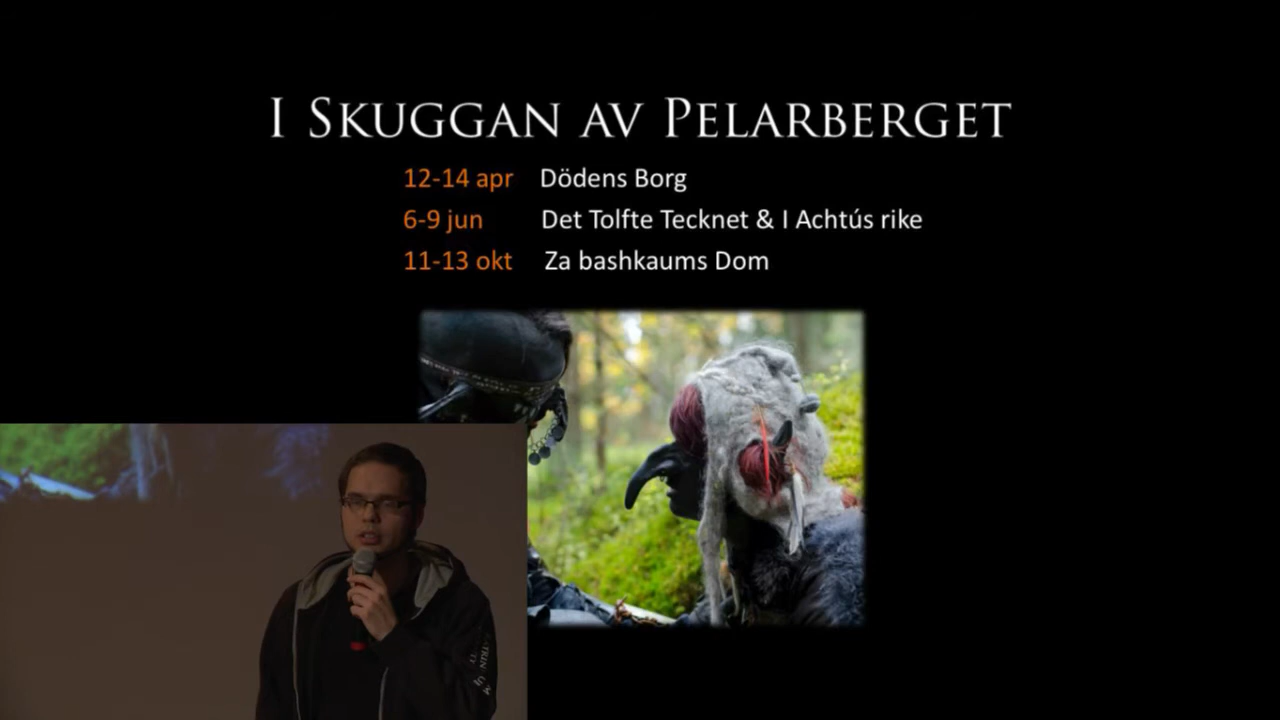 I SKUGGAN AV PELARBERGET
12-14 apr Dödens Borg
6-9 jun Det Tolfte Tecknet & I Achtús rike
11-13 okt Za bashkaums Dom